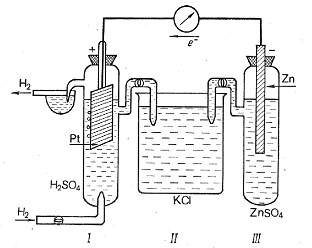 e⁻
+
−
H₂
Zn
Pt
H₂SO₄
KCl
H₂
ZnSO₄
I
II
III